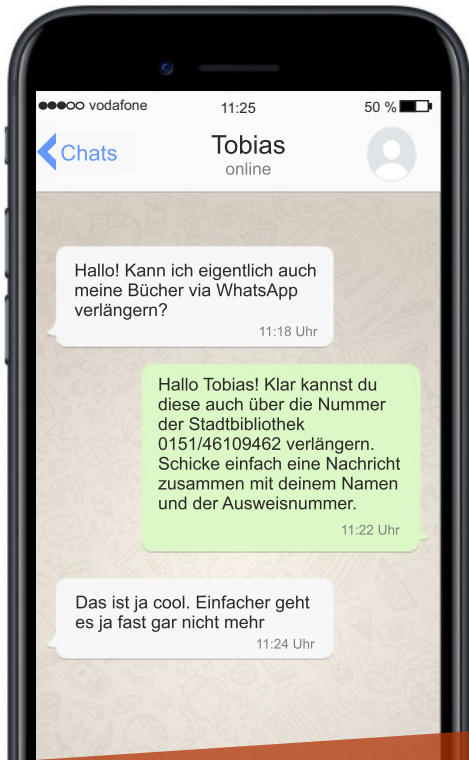 vodafone 11:25 50 %
Chats
Tobias
online
Hallo! Kann ich eigentlich auch
meine Bücher via WhatsApp
verlängern?
11:18 Uhr
Hallo Tobias! Klar kannst du
diese auch über die Nummer
der Stadtbibliothek
0151/46109462 verlängern.
Schicke einfach eine Nachricht
zusammen mit deinem Namen
und der Ausweisnummer.
11:22 Uhr
Das ist ja cool. Einfacher geht
es ja fast gar nicht mehr
11:24 Uhr